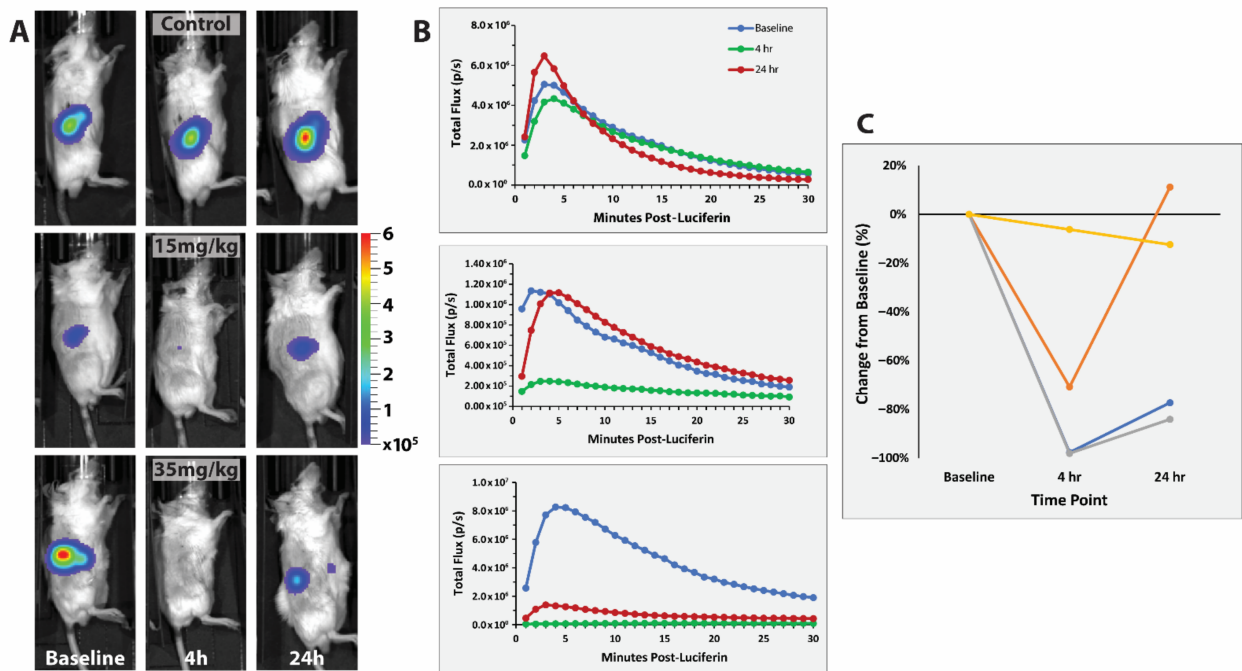 A
Control
15mg/kg
35mg/kg
Baseline
4h
24h
6
5
4
3
2
1
x10⁵
B
8.0 x 10⁶
6.0 x 10⁶
4.0 x 10⁶
2.0 x 10⁶
0.0 x 10⁰
Total Flux (p/s)
Baseline
4 hr
24 hr
0 5 10 15 20 25 30
Minutes Post-Luciferin
1.40 x 10⁶
1.20 x 10⁶
1.00 x 10⁶
8.00 x 10⁵
6.00 x 10⁵
4.00 x 10⁵
2.00 x 10⁵
0.00 x 10⁵
Total Flux (p/s)
0 5 10 15 20 25 30
Minutes Post-Luciferin
1.0 x 10⁷
8.0 x 10⁶
6.0 x 10⁶
4.0 x 10⁶
2.0 x 10⁶
0.0 x 10⁰
Total Flux (p/s)
0 5 10 15 20 25 30
Minutes Post-Luciferin
C
20%
0%
−20%
−40%
−60%
−80%
−100%
Change from Baseline (%)
Baseline
4 hr
24 hr
Time Point